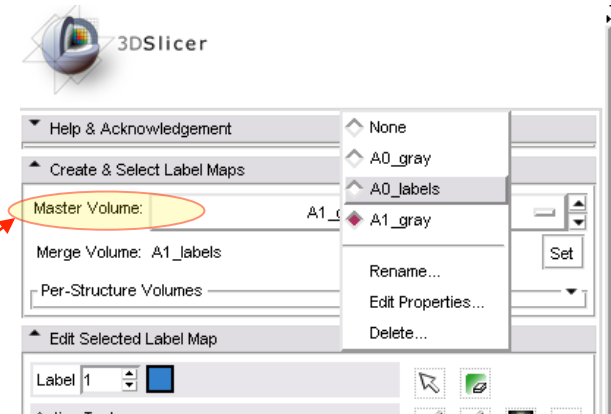 3DSlicer
Help & Acknowledgement
Create & Select Label Maps
Master Volume:
A1_g
None
A0_gray
A0_labels
A1_gray
Rename...
Edit Properties...
Delete...
Merge Volume: A1_labels
Set
Per-Structure Volumes
Edit Selected Label Map
Label 1